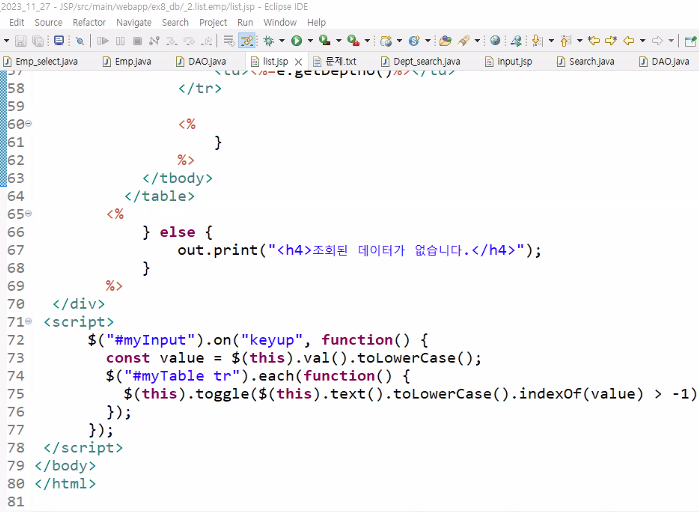 2023_11_27 - JSP/src/main/webapp/ex8_db/_2.list.emp/list.jsp - Eclipse IDE
Edit Source Refactor Navigate Search Project Run Window Help
Emp_select.java Emp.java DAO.java list.jsp 문제.txt Dept_search.java input.jsp Search.java DAO.java
57 <td><%=e.getDeptno()%></td>
58 </tr>
59
60 <%
61 }
62 %>
63 </tbody>
64 </table>
65 <%
66 } else {
67 out.print("<h4>조회된 데이터가 없습니다.</h4>");
68 }
69 %>
70 </div>
71 <script>
72 $("#myInput").on("keyup", function() {
73 const value = $(this).val().toLowerCase();
74 $("#myTable tr").each(function() {
75 $(this).toggle($(this).text().toLowerCase().indexOf(value) > -1)
76 });
77 });
78 </script>
79 </body>
80 </html>
81